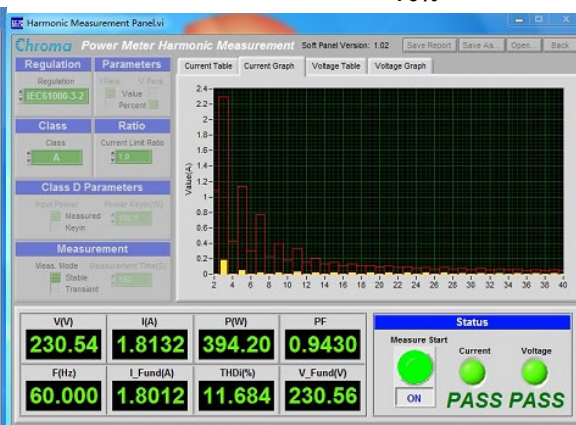 Harmonic Measurement Panel.vi
Chroma Power Meter Harmonic Measurement Soft Panel Version: 1.02 Save Report Save As... Open... Back
Regulation Parameters Current Table Current Graph Voltage Table Voltage Graph
Regulation
IEC61000-3-2
Value
Percent
Class Ratio
Class Current Limit Ratio
A 1.0
Class D Parameters
Input Power Power Keyin(W)
Measured
Keyin
Measurement
Meas. Mode Measurement Time(S)
Stable
Transient
Value(A)
2.4
2.2
2
1.8
1.6
1.4
1.2
1
0.8
0.6
0.4
0.2
0
2 4 6 8 10 12 14 16 18 20 22 24 26 28 30 32 34 36 38 40
V(V) I(A) P(W) PF
230.54 1.8132 394.20 0.9430
F(Hz) I_Fund(A) THDi(%) V_Fund(V)
60.000 1.8012 11.684 230.56
Status
Measure Start Current Voltage
ON PASS PASS